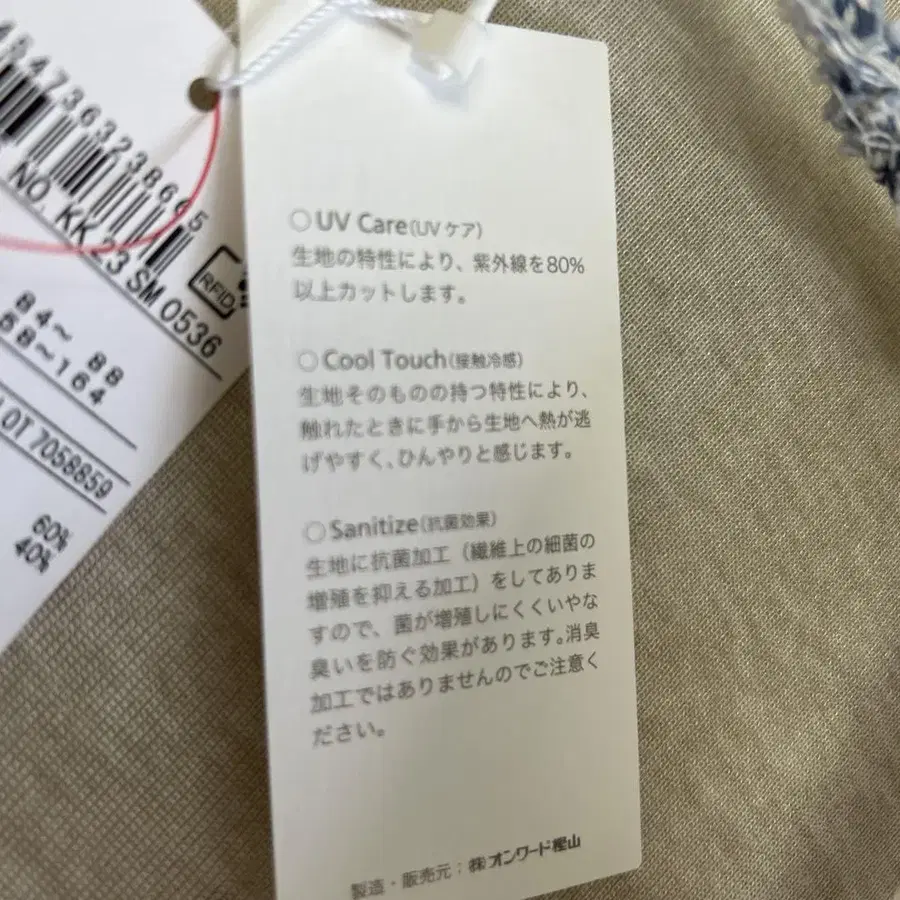 4547363238665
NO. KK 23 SM 0536
RFID
84~ 88
58~164
LOT 7058859
60%
40%
○ UV Care(UV ケア)
生地の特性により、紫外線を80%
以上カットします。
○ Cool Touch(接触冷感)
生地そのものの持つ特性により、
触れたときに手から生地へ熱が逃
げやすく、ひんやりと感じます。
○ Sanitize(抗菌効果)
生地に抗菌加工（繊維上の細菌の
増殖を抑える加工）をしてありま
すので、菌が増殖しにくくいやな
臭いを防ぐ効果があります。消臭
加工ではありませんのでご注意く
ださい。
製造・販売元：㈱オンワード樫山